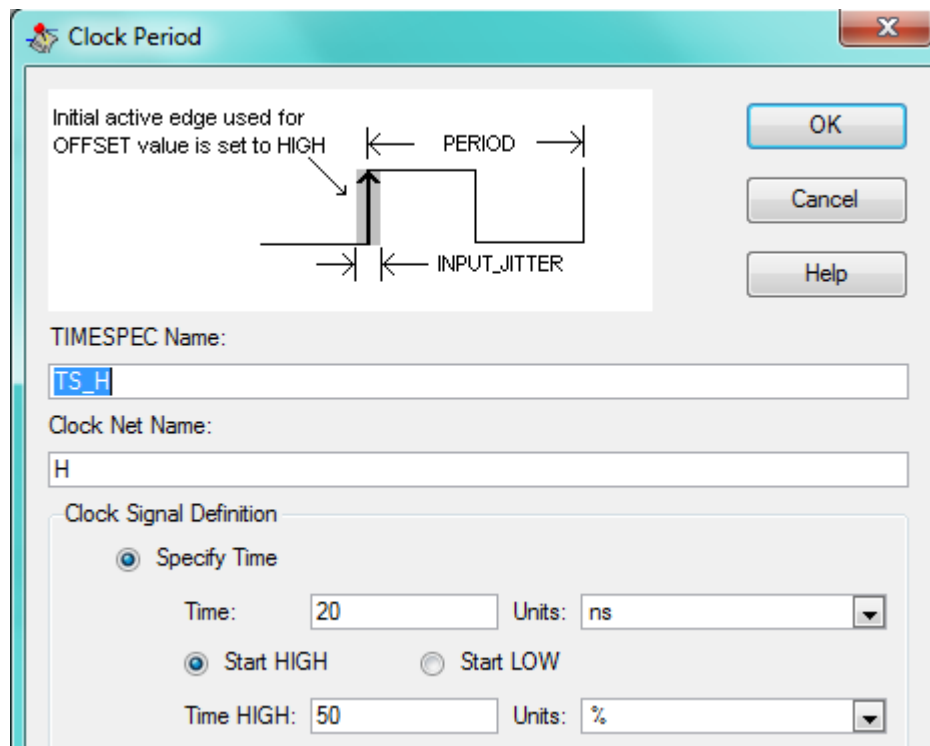 Clock Period
Initial active edge used for
OFFSET value is set to HIGH
PERIOD
INPUT_JITTER
OK
Cancel
Help
TIMESPEC Name:
TS_H
Clock Net Name:
H
Clock Signal Definition
Specify Time
Time: 20 Units: ns
Start HIGH Start LOW
Time HIGH: 50 Units: %